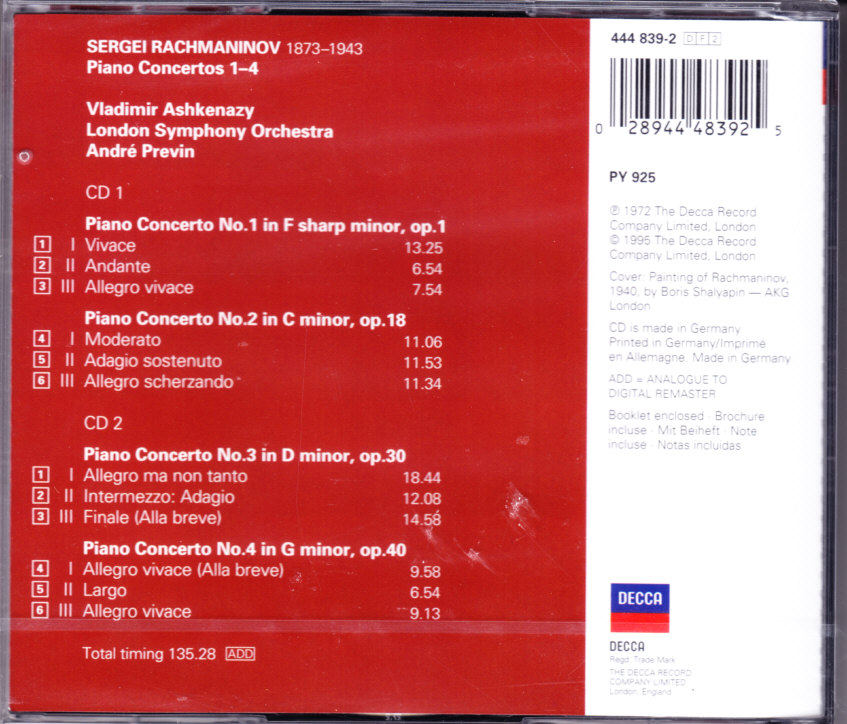 SERGEI RACHMANINOV 1873–1943
Piano Concertos 1–4
Vladimir Ashkenazy
London Symphony Orchestra
André Previn
CD 1
Piano Concerto No.1 in F sharp minor, op.1
1 I Vivace 13.25
2 II Andante 6.54
3 III Allegro vivace 7.54
Piano Concerto No.2 in C minor, op.18
4 I Moderato 11.06
5 II Adagio sostenuto 11.53
6 III Allegro scherzando 11.34
CD 2
Piano Concerto No.3 in D minor, op.30
1 I Allegro ma non tanto 18.44
2 II Intermezzo: Adagio 12.08
3 III Finale (Alla breve) 14.58
Piano Concerto No.4 in G minor, op.40
4 I Allegro vivace (Alla breve) 9.58
5 II Largo 6.54
6 III Allegro vivace 9.13
Total timing 135.28 ADD
444 839-2 DF2
0 28944 48392 5
PY 925
℗ 1972 The Decca Record
Company Limited, London
© 1995 The Decca Record
Company Limited, London
Cover: Painting of Rachmaninov,
1940, by Boris Shalyapin — AKG
London
CD is made in Germany
Printed in Germany/Imprimé
en Allemagne. Made in Germany
ADD = ANALOGUE TO
DIGITAL REMASTER
Booklet enclosed · Brochure
incluse · Mit Beiheft · Note
incluse · Notas incluidas
DECCA
DECCA
Regd. Trade Mark
THE DECCA RECORD
COMPANY LIMITED
London, England